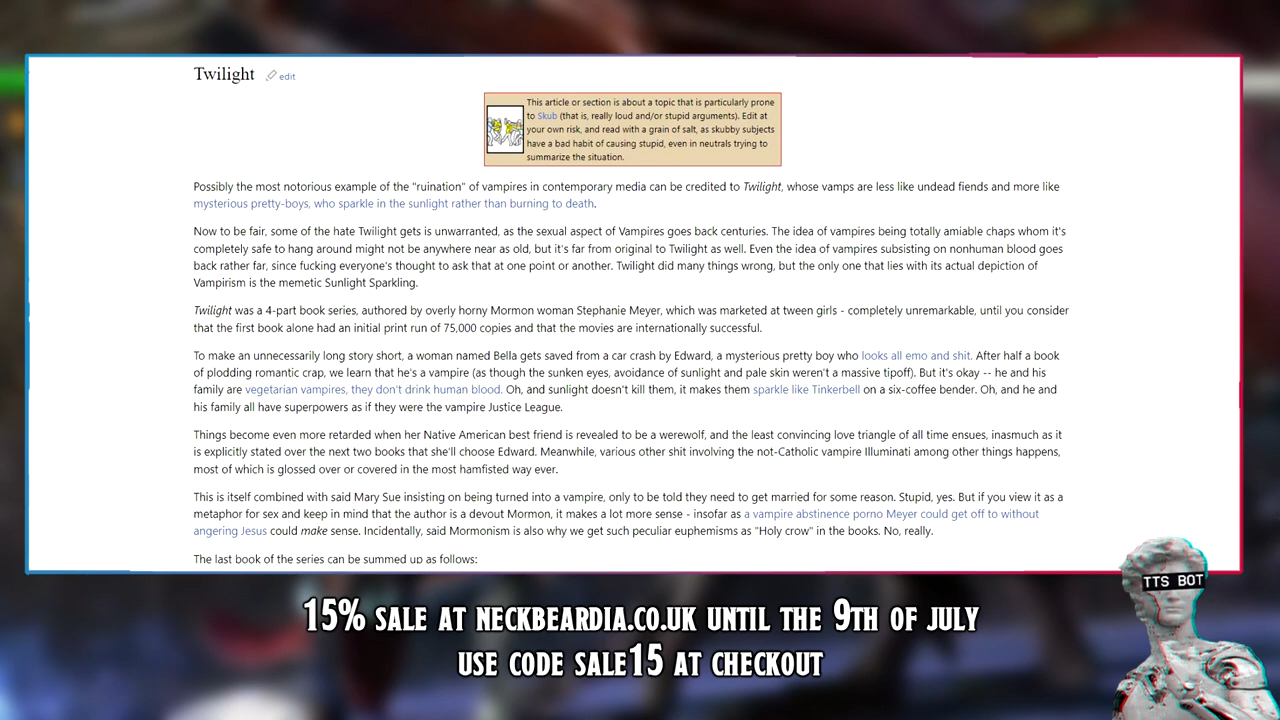 Twilight edit
This article or section is about a topic that is particularly prone
to Skub (that is, really loud and/or stupid arguments). Edit at
your own risk, and read with a grain of salt, as skubby subjects
have a bad habit of causing stupid, even in neutrals trying to
summarize the situation.
Possibly the most notorious example of the "ruination" of vampires in contemporary media can be credited to Twilight, whose vamps are less like undead fiends and more like
mysterious pretty-boys, who sparkle in the sunlight rather than burning to death.
Now to be fair, some of the hate Twilight gets is unwarranted, as the sexual aspect of Vampires goes back centuries. The idea of vampires being totally amiable chaps whom it's
completely safe to hang around might not be anywhere near as old, but it's far from original to Twilight as well. Even the idea of vampires subsisting on nonhuman blood goes
back rather far, since fucking everyone's thought to ask that at one point or another. Twilight did many things wrong, but the only one that lies with its actual depiction of
Vampirism is the memetic Sunlight Sparkling.
Twilight was a 4-part book series, authored by overly horny Mormon woman Stephanie Meyer, which was marketed at tween girls - completely unremarkable, until you consider
that the first book alone had an initial print run of 75,000 copies and that the movies are internationally successful.
To make an unnecessarily long story short, a woman named Bella gets saved from a car crash by Edward, a mysterious pretty boy who looks all emo and shit. After half a book
of plodding romantic crap, we learn that he's a vampire (as though the sunken eyes, avoidance of sunlight and pale skin weren't a massive tipoff). But it's okay -- he and his
family are vegetarian vampires, they don't drink human blood. Oh, and sunlight doesn't kill them, it makes them sparkle like Tinkerbell on a six-coffee bender. Oh, and he and
his family all have superpowers as if they were the vampire Justice League.
Things become even more retarded when her Native American best friend is revealed to be a werewolf, and the least convincing love triangle of all time ensues, inasmuch as it
is explicitly stated over the next two books that she'll choose Edward. Meanwhile, various other shit involving the not-Catholic vampire Illuminati among other things happens,
most of which is glossed over or covered in the most hamfisted way ever.
This is itself combined with said Mary Sue insisting on being turned into a vampire, only to be told they need to get married for some reason. Stupid, yes. But if you view it as a
metaphor for sex and keep in mind that the author is a devout Mormon, it makes a lot more sense - insofar as a vampire abstinence porno Meyer could get off to without
angering Jesus could make sense. Incidentally, said Mormonism is also why we get such peculiar euphemisms as "Holy crow" in the books. No, really.
The last book of the series can be summed up as follows:
TTS BOT
15% SALE AT NECKBEARDIA.CO.UK UNTIL THE 9TH OF JULY
USE CODE SALE15 AT CHECKOUT